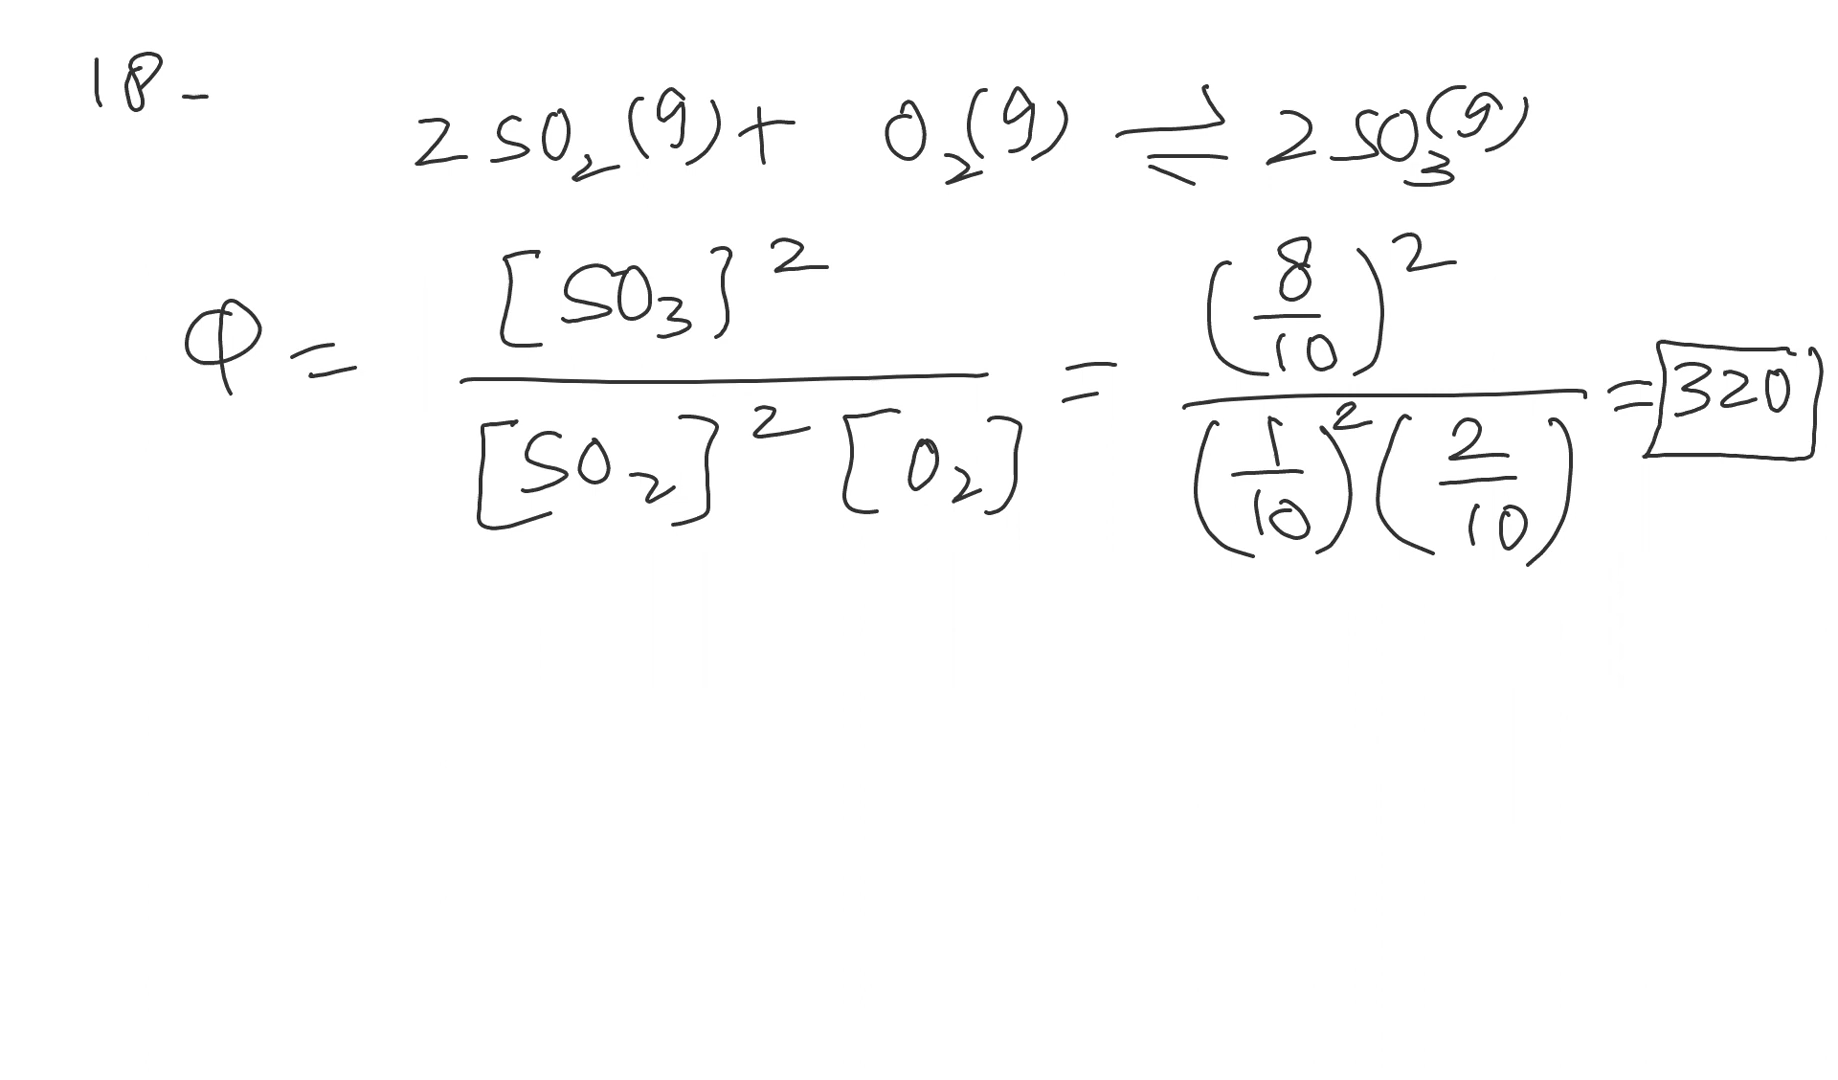 18-
2SO₂(g) + O₂(g) ⇌ 2SO₃(g)
φ = [SO₃]² / [SO₂]² [O₂] = (8/10)² / (1/10)² (2/10) = 320